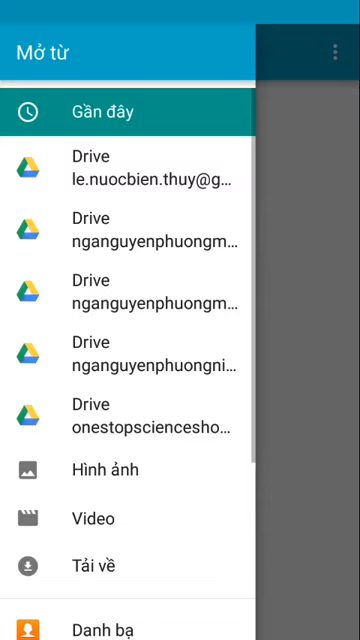 Mở từ
Gần đây
Drive
le.nuocbien.thuy@g...
Drive
nganguyenphuongm...
Drive
nganguyenphuongm...
Drive
nganguyenphuongni...
Drive
onestopsciencesho...
Hình ảnh
Video
Tải về
Danh bạ